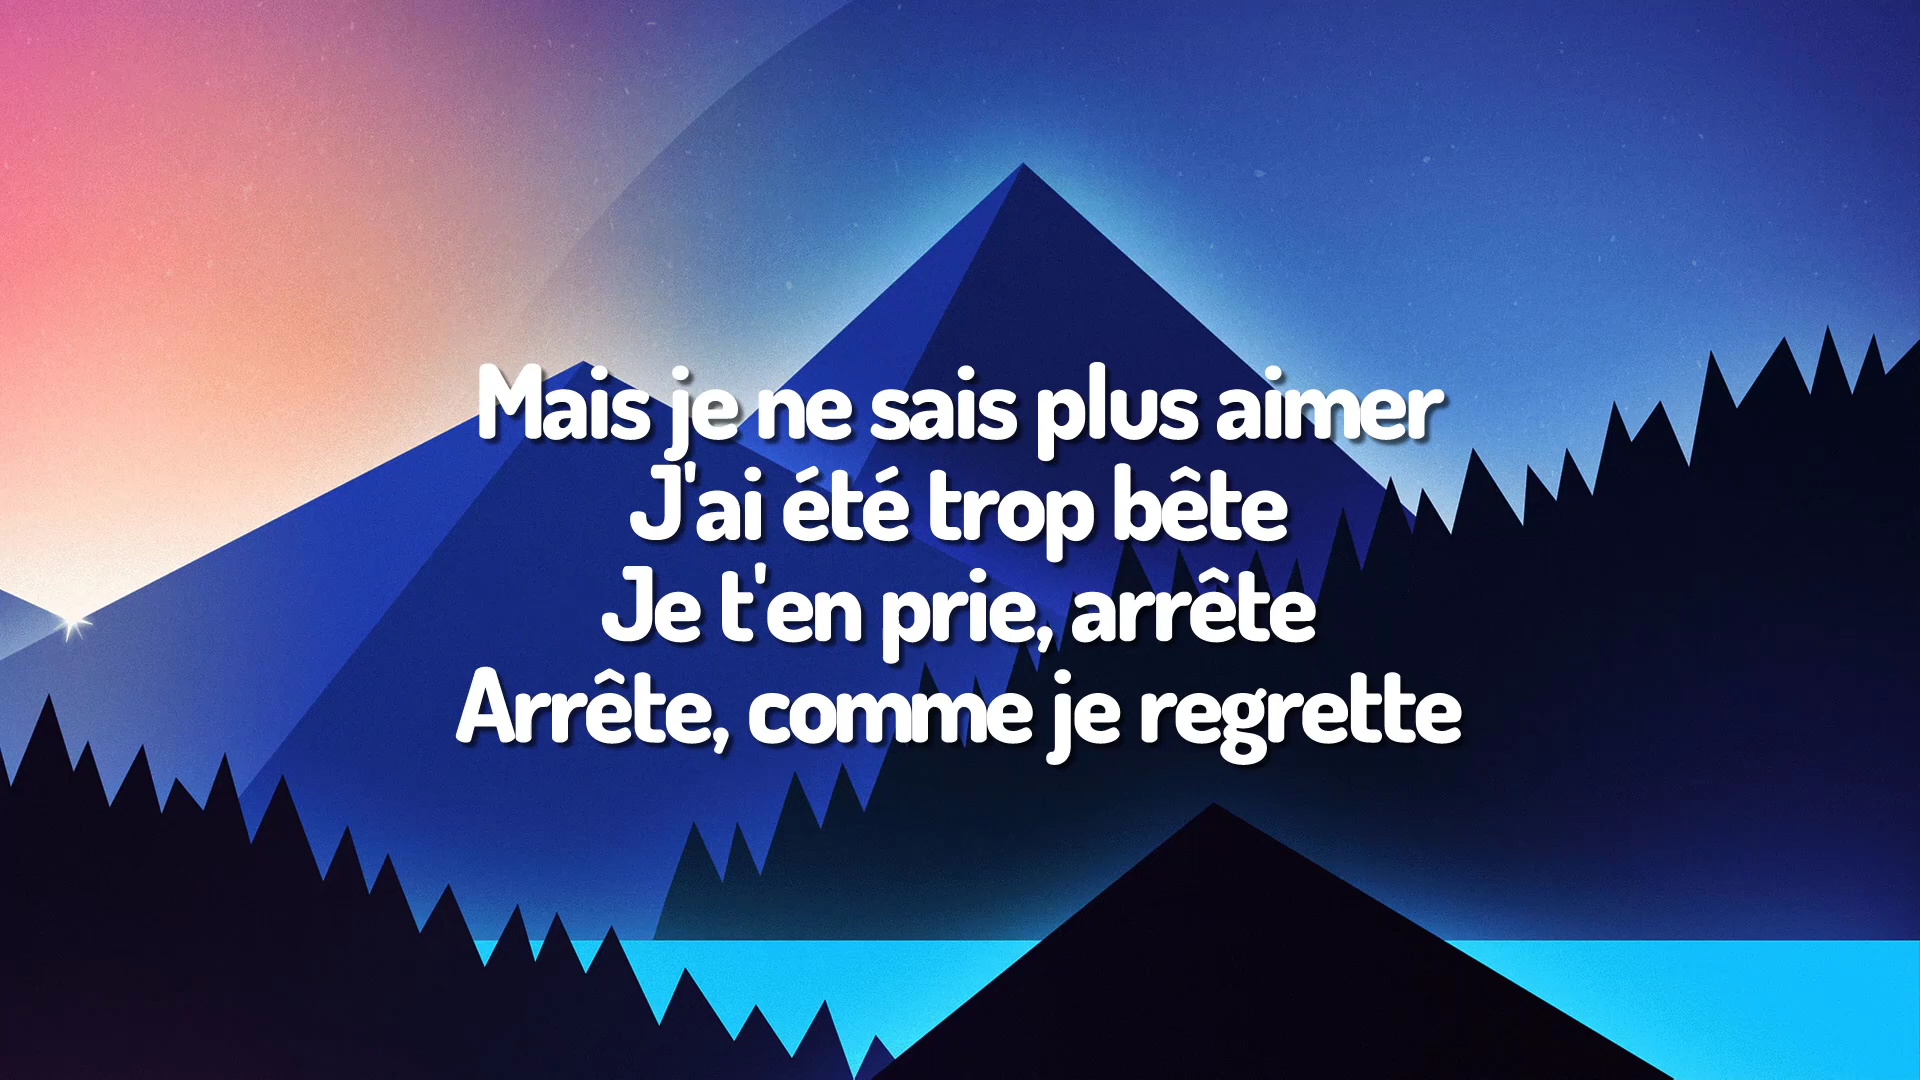 Mais je ne sais plus aimer
J'ai été trop bête
Je t'en prie, arrête
Arrête, comme je regrette